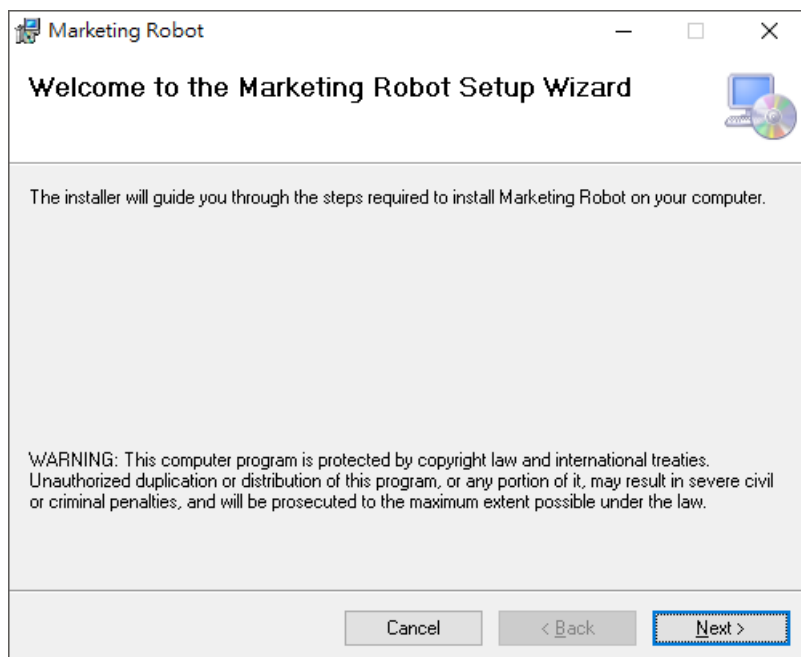 Marketing Robot
Welcome to the Marketing Robot Setup Wizard
The installer will guide you through the steps required to install Marketing Robot on your computer.
WARNING: This computer program is protected by copyright law and international treaties.
Unauthorized duplication or distribution of this program, or any portion of it, may result in severe civil
or criminal penalties, and will be prosecuted to the maximum extent possible under the law.
Cancel
< Back
Next >